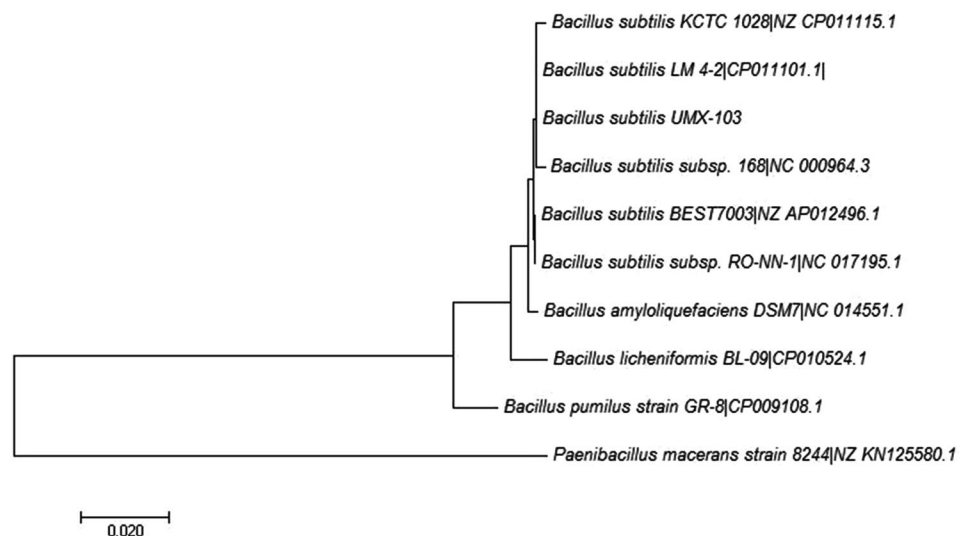 Bacillus subtilis KCTC 1028|NZ CP011115.1
Bacillus subtilis LM 4-2|CP011101.1|
Bacillus subtilis UMX-103
Bacillus subtilis subsp. 168|NC 000964.3
Bacillus subtilis BEST7003|NZ AP012496.1
Bacillus subtilis subsp. RO-NN-1|NC 017195.1
Bacillus amyloliquefaciens DSM7|NC 014551.1
Bacillus licheniformis BL-09|CP010524.1
Bacillus pumilus strain GR-8|CP009108.1
Paenibacillus macerans strain 8244|NZ KN125580.1
0.020